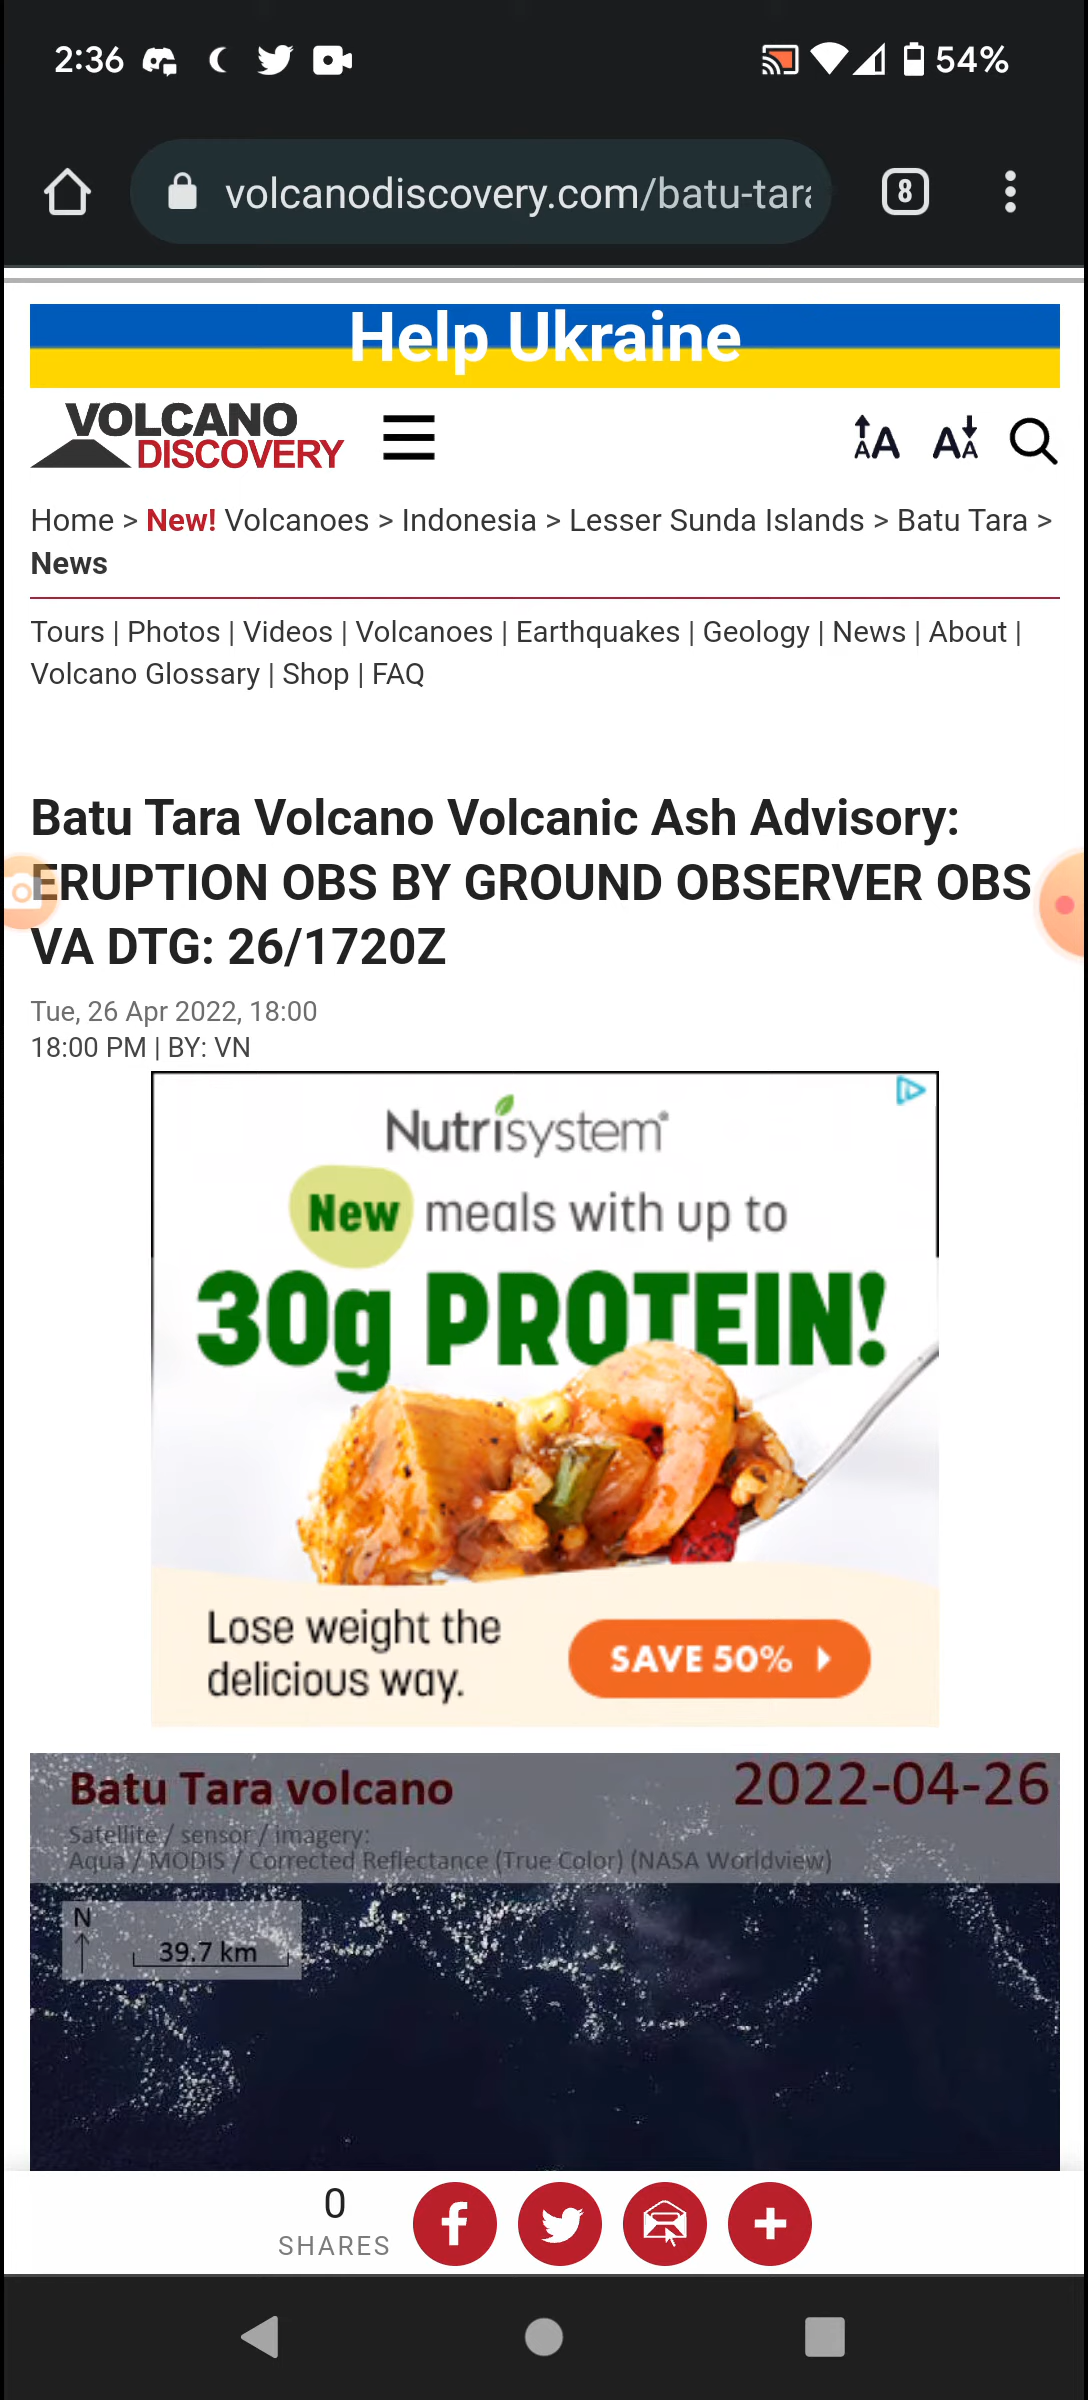 2:36
54%
volcanodiscovery.com/batu-tara
8
Help Ukraine
VOLCANO
DISCOVERY
AA AA
Home > New! Volcanoes > Indonesia > Lesser Sunda Islands > Batu Tara >
News
Tours | Photos | Videos | Volcanoes | Earthquakes | Geology | News | About |
Volcano Glossary | Shop | FAQ
Batu Tara Volcano Volcanic Ash Advisory:
ERUPTION OBS BY GROUND OBSERVER OBS
VA DTG: 26/1720Z
Tue, 26 Apr 2022, 18:00
18:00 PM | BY: VN
Nutrisystem®
New meals with up to
30g PROTEIN!
Lose weight the
delicious way.
SAVE 50%
Batu Tara volcano
2022-04-26
Satellite / sensor / imagery:
Aqua / MODIS / Corrected Reflectance (True Color) (NASA Worldview)
N
39.7 km
0
SHARES